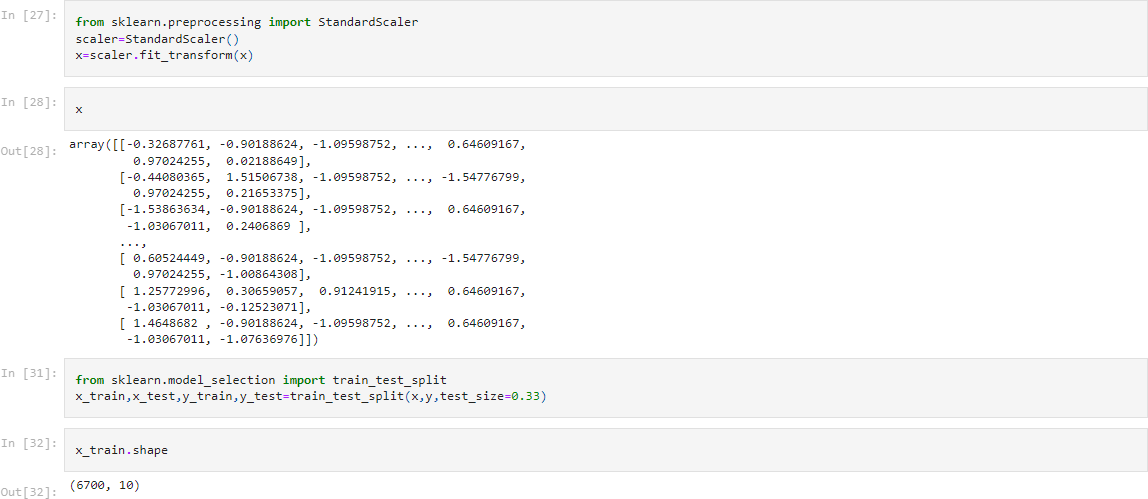 In [27]:
from sklearn.preprocessing import StandardScaler
scaler=StandardScaler()
x=scaler.fit_transform(x)
In [28]:
x
Out[28]:
array([[-0.32687761, -0.90188624, -1.09598752, ...,  0.64609167,
         0.97024255,  0.02188649],
       [-0.44080365,  1.51506738, -1.09598752, ..., -1.54776799,
         0.97024255,  0.21653375],
       [-1.53863634, -0.90188624, -1.09598752, ...,  0.64609167,
        -1.03067011,  0.2406869 ],
       ...,
       [ 0.60524449, -0.90188624, -1.09598752, ..., -1.54776799,
         0.97024255, -1.00864308],
       [ 1.25772996,  0.30659057,  0.91241915, ...,  0.64609167,
        -1.03067011, -0.12523071],
       [ 1.4648682 , -0.90188624, -1.09598752, ...,  0.64609167,
        -1.03067011, -1.07636976]])
In [31]:
from sklearn.model_selection import train_test_split
x_train,x_test,y_train,y_test=train_test_split(x,y,test_size=0.33)
In [32]:
x_train.shape
Out[32]:
(6700, 10)